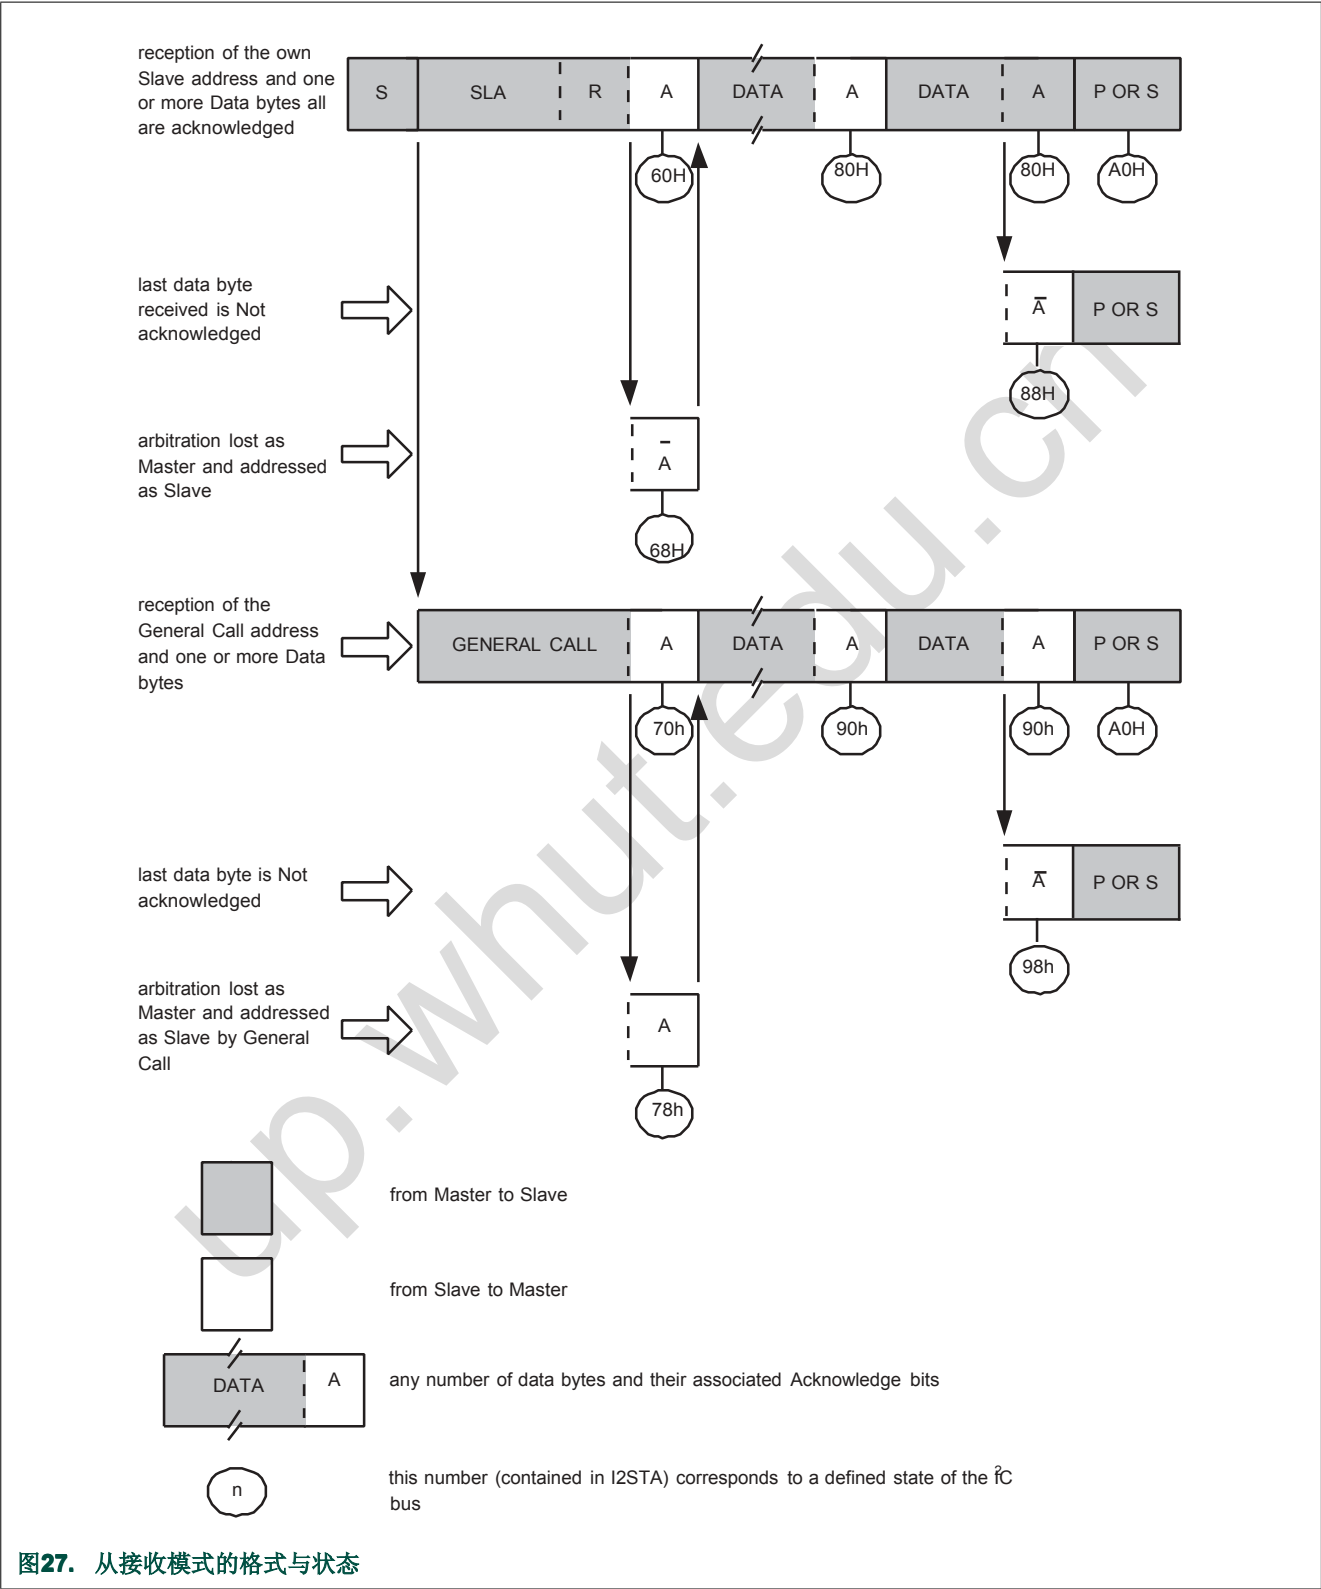 reception of the own
Slave address and one
or more Data bytes all
are acknowledged
S SLA R A DATA A DATA A P OR S
60H 80H 80H A0H
last data byte
received is Not
acknowledged
A P OR S
88H
arbitration lost as
Master and addressed
as Slave
A
68H
reception of the
General Call address
and one or more Data
bytes
GENERAL CALL A DATA A DATA A P OR S
70h 90h 90h A0H
last data byte is Not
acknowledged
A P OR S
98h
arbitration lost as
Master and addressed
as Slave by General
Call
A
78h
from Master to Slave
from Slave to Master
DATA A
any number of data bytes and their associated Acknowledge bits
n
this number (contained in I2STA) corresponds to a defined state of the I²C
bus
图27. 从接收模式的格式与状态
up.whut.edu.cn